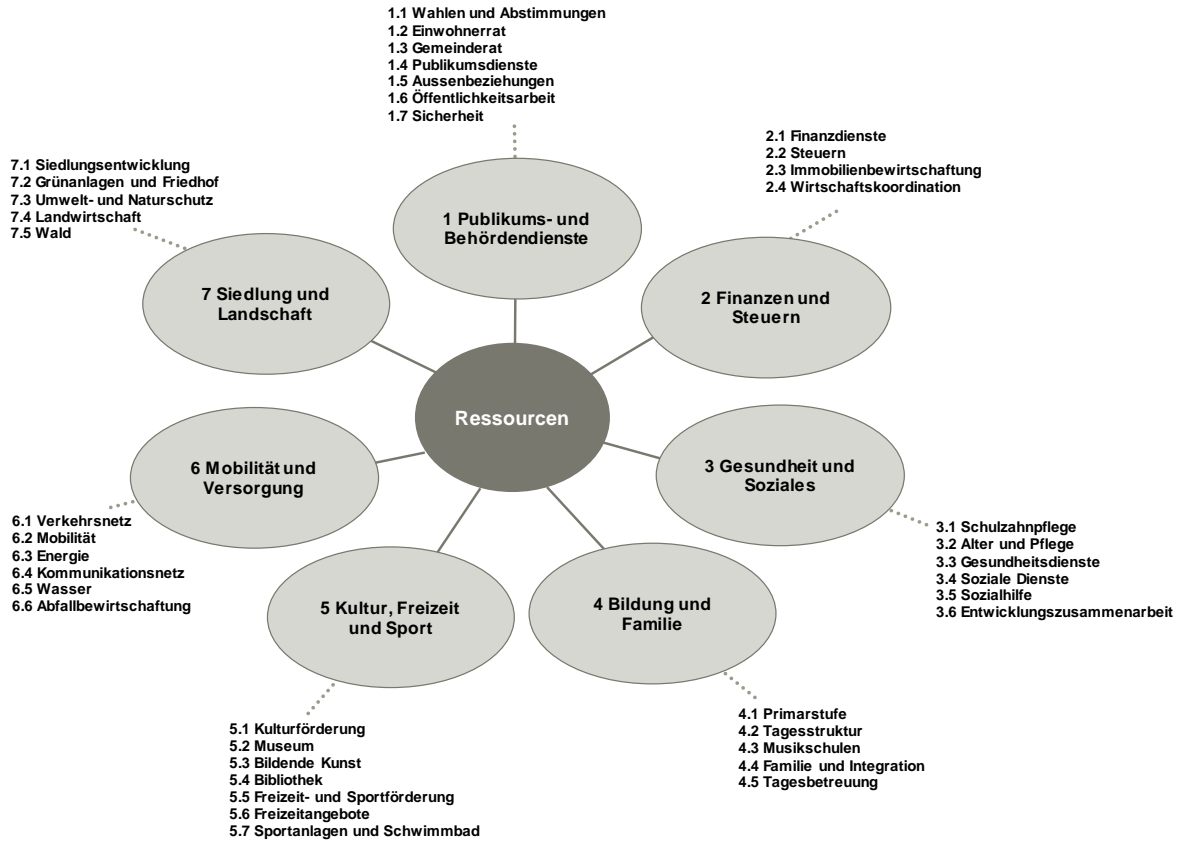 1.1 Wahlen und Abstimmungen
1.2 Einwohnerrat
1.3 Gemeinderat
1.4 Publikumsdienste
1.5 Aussenbeziehungen
1.6 Öffentlichkeitsarbeit
1.7 Sicherheit
2.1 Finanzdienste
2.2 Steuern
2.3 Immobilienbewirtschaftung
2.4 Wirtschaftskoordination
7.1 Siedlungsentwicklung
7.2 Grünanlagen und Friedhof
7.3 Umwelt- und Naturschutz
7.4 Landwirtschaft
7.5 Wald
1 Publikums- und
Behördendienste
7 Siedlung und
Landschaft
2 Finanzen und
Steuern
Ressourcen
6 Mobilität und
Versorgung
3 Gesundheit und
Soziales
6.1 Verkehrsnetz
6.2 Mobilität
6.3 Energie
6.4 Kommunikationsnetz
6.5 Wasser
6.6 Abfallbewirtschaftung
3.1 Schulzahnpflege
3.2 Alter und Pflege
3.3 Gesundheitsdienste
3.4 Soziale Dienste
3.5 Sozialhilfe
3.6 Entwicklungszusammenarbeit
5 Kultur, Freizeit
und Sport
4 Bildung und
Familie
5.1 Kulturförderung
5.2 Museum
5.3 Bildende Kunst
5.4 Bibliothek
5.5 Freizeit- und Sportförderung
5.6 Freizeitangebote
5.7 Sportanlagen und Schwimmbad
4.1 Primarstufe
4.2 Tagesstruktur
4.3 Musikschulen
4.4 Familie und Integration
4.5 Tagesbetreuung